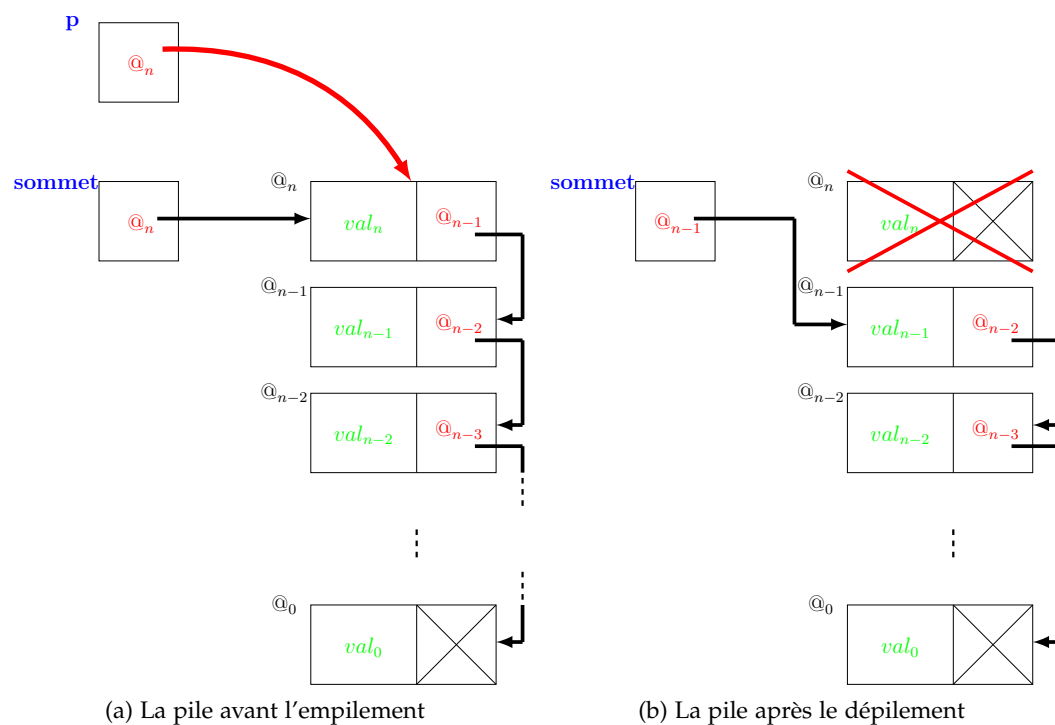 p
@n
sommet
@n
@n
valn
@n−1
@n−1
valn−1
@n−2
@n−2
valn−2
@n−3
@0
val0
(a) La pile avant l'empilement
sommet
@n−1
@n
valn
@n−1
valn−1
@n−2
@n−2
valn−2
@n−3
@0
val0
(b) La pile après le dépilement